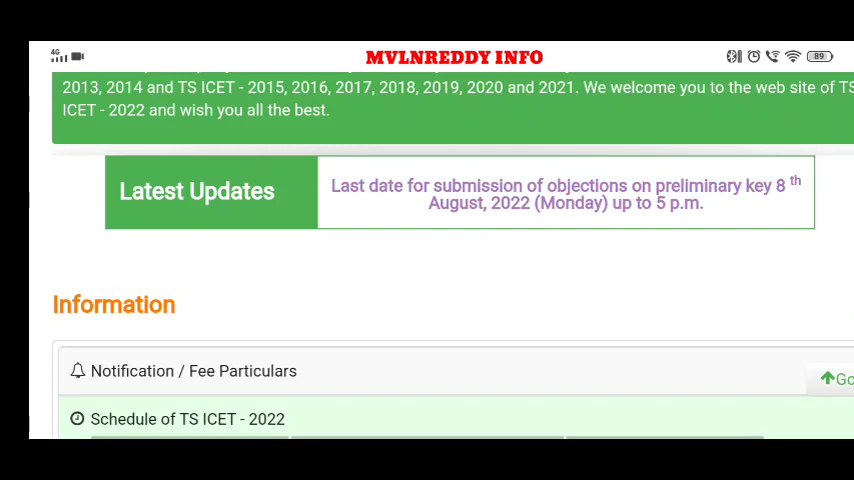 4G
MVLNREDDY INFO
89
2013, 2014 and TS ICET - 2015, 2016, 2017, 2018, 2019, 2020 and 2021. We welcome you to the web site of TS
ICET - 2022 and wish you all the best.
Latest Updates
Last date for submission of objections on preliminary key 8 th
August, 2022 (Monday) up to 5 p.m.
Information
Notification / Fee Particulars
Go
Schedule of TS ICET - 2022